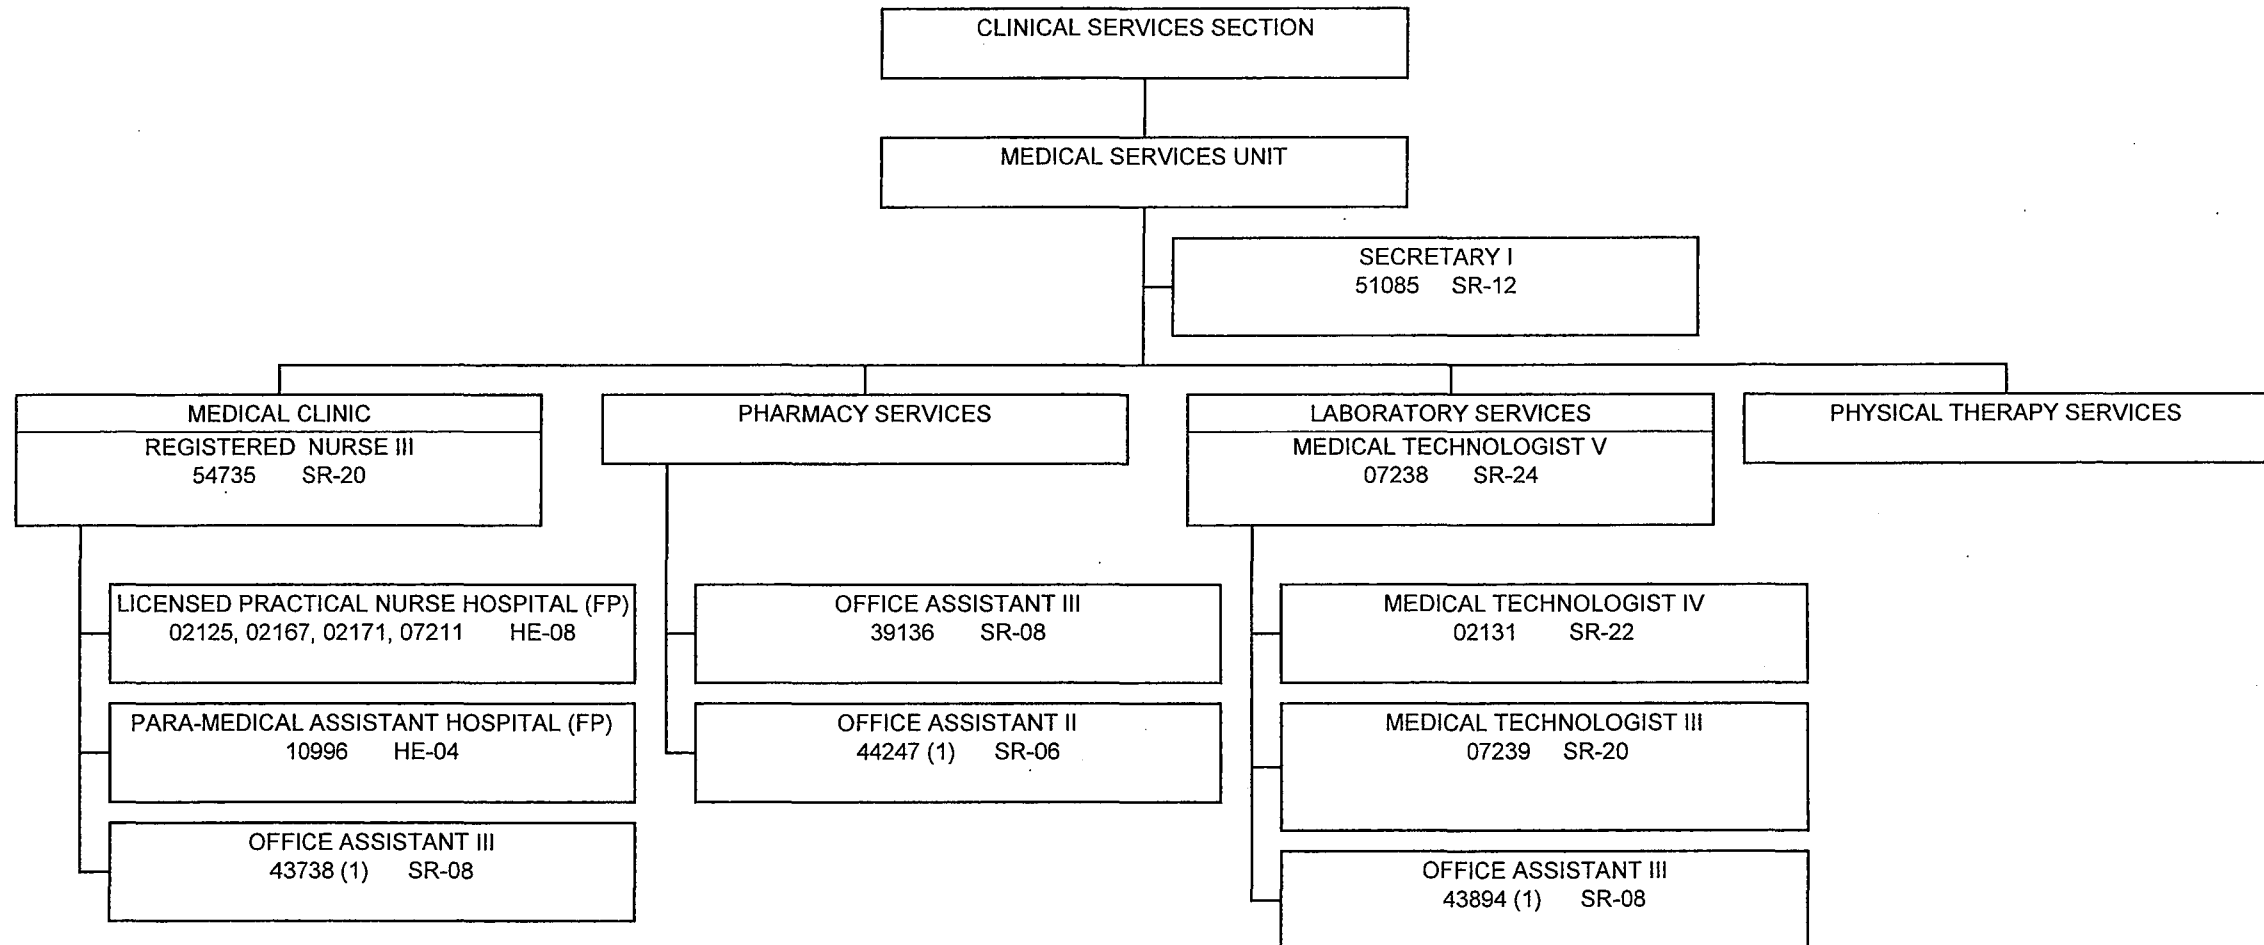 CLINICAL SERVICES SECTION
MEDICAL SERVICES UNIT
SECRETARY I
51085 SR-12
MEDICAL CLINIC
REGISTERED NURSE III
54735 SR-20
LICENSED PRACTICAL NURSE HOSPITAL (FP)
02125, 02167, 02171, 07211 HE-08
PARA-MEDICAL ASSISTANT HOSPITAL (FP)
10996 HE-04
OFFICE ASSISTANT III
43738 (1) SR-08
PHARMACY SERVICES
OFFICE ASSISTANT III
39136 SR-08
OFFICE ASSISTANT II
44247 (1) SR-06
LABORATORY SERVICES
MEDICAL TECHNOLOGIST V
07238 SR-24
MEDICAL TECHNOLOGIST IV
02131 SR-22
MEDICAL TECHNOLOGIST III
07239 SR-20
OFFICE ASSISTANT III
43894 (1) SR-08
PHYSICAL THERAPY SERVICES